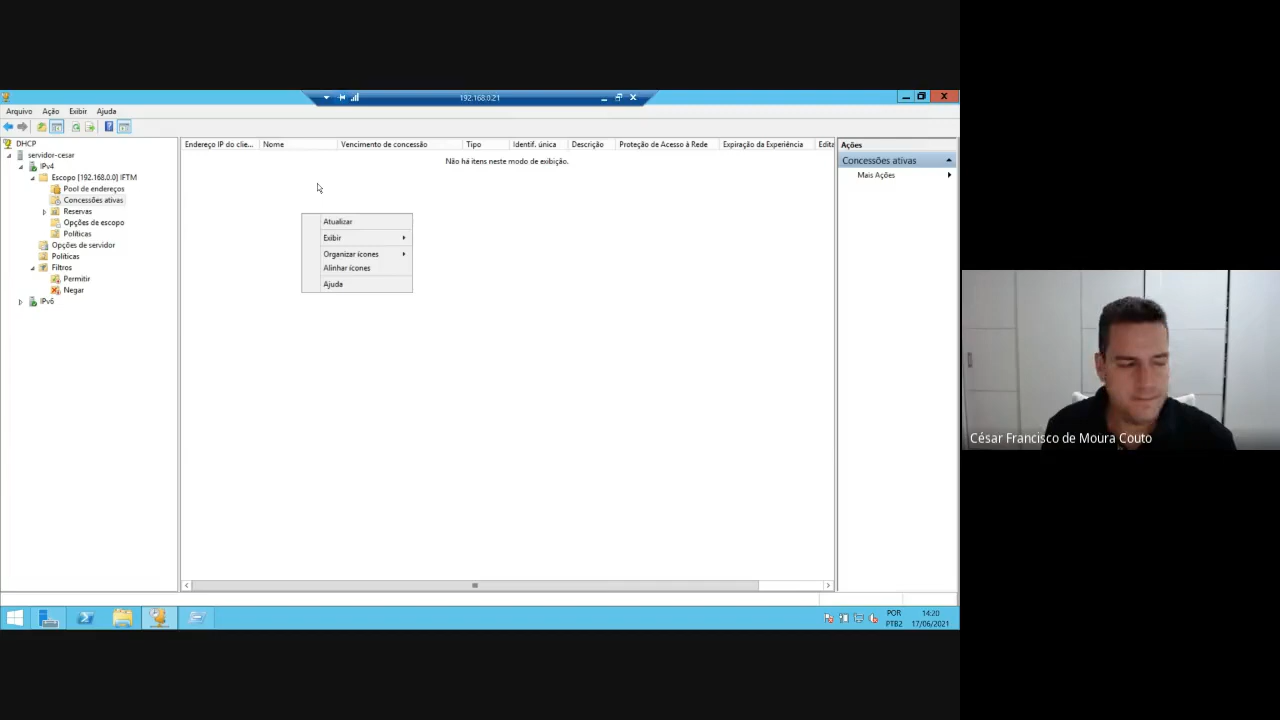 192.168.0.21
Arquivo Ação Exibir Ajuda
DHCP
servidor-cesar
IPv4
Escopo [192.168.0.0] IFTM
Pool de endereços
Concessões ativas
Reservas
Opções de escopo
Políticas
Opções de servidor
Políticas
Filtros
Permitir
Negar
IPv6
Endereço IP do clie... Nome Vencimento de concessão Tipo Identif. única Descrição Proteção de Acesso à Rede Expiração da Experiência Edita
Não há itens neste modo de exibição.
Atualizar
Exibir
Organizar ícones
Alinhar ícones
Ajuda
Ações
Concessões ativas
Mais Ações
César Francisco de Moura Couto
POR
PTB2
14:20
17/06/2021